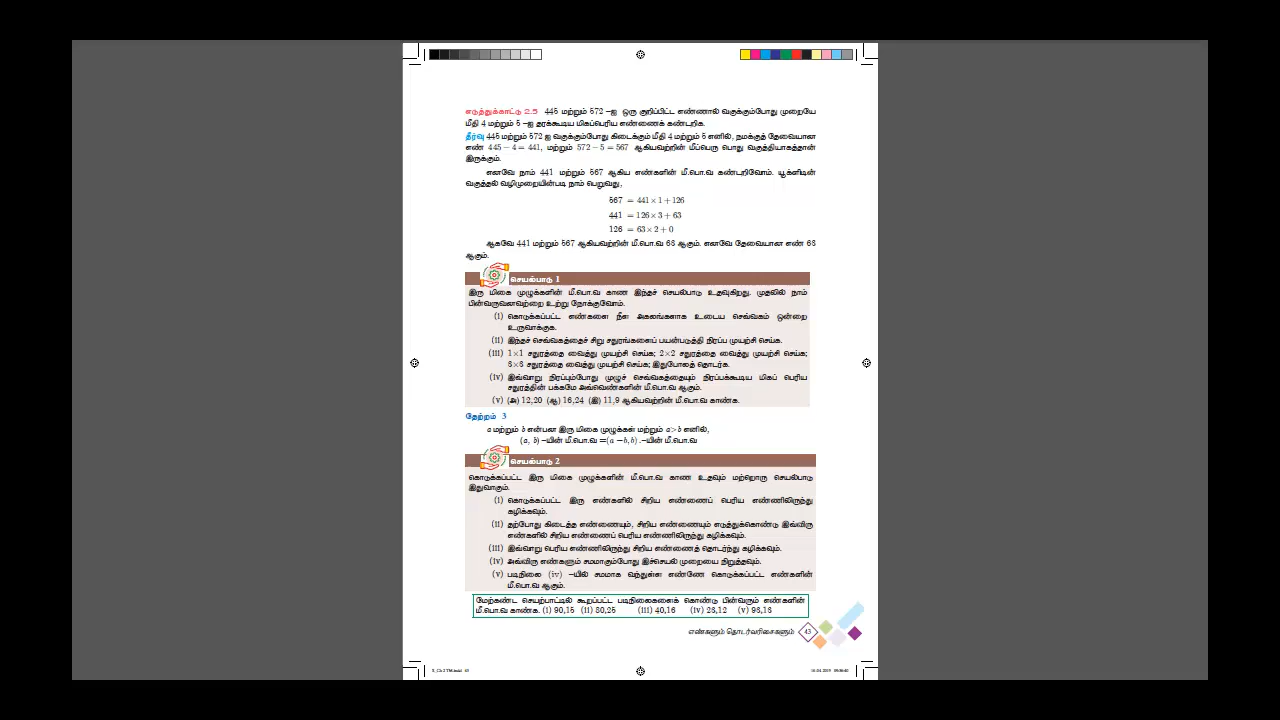 எடுத்துக்காட்டு 2.5 445 மற்றும் 572 –ஐ ஒரு குறிப்பிட்ட எண்ணால் வகுக்கும்போது முறையே
மீதி 4 மற்றும் 5 –ஐ தரக்கூடிய மிகப்பெரிய எண்ணைக் கண்டறிக.
தீர்வு 445 மற்றும் 572 ஐ வகுக்கும்போது கிடைக்கும் மீதி 4 மற்றும் 5 எனில், நமக்குத் தேவையான
எண் 445 − 4 = 441, மற்றும் 572 − 5 = 567 ஆகியவற்றின் மீப்பெரு பொது வகுத்தியாகத்தான்
இருக்கும்.
எனவே நாம் 441 மற்றும் 567 ஆகிய எண்களின் மீ.பொ.வ கண்டறிவோம். யூக்ளிடின்
வகுத்தல் வழிமுறையின்படி நாம் பெறுவது,
567 = 441 × 1 + 126
441 = 126 × 3 + 63
126 = 63 × 2 + 0
ஆகவே 441 மற்றும் 567 ஆகியவற்றின் மீ.பொ.வ 63 ஆகும். எனவே தேவையான எண் 63
ஆகும்.
செயல்பாடு 1
இரு மிகை முழுக்களின் மீ.பொ.வ காண இந்தச் செயல்பாடு உதவுகிறது. முதலில் நாம்
பின்வருவனவற்றை உற்று நோக்குவோம்.
(i) கொடுக்கப்பட்ட எண்களை நீள அகலங்களாக உடைய செவ்வகம் ஒன்றை
உருவாக்குக.
(ii) இந்தச் செவ்வகத்தைச் சிறு சதுரங்களைப் பயன்படுத்தி நிரப்ப முயற்சி செய்க.
(iii) 1×1 சதுரத்தை வைத்து முயற்சி செய்க; 2×2 சதுரத்தை வைத்து முயற்சி செய்க;
3×3 சதுரத்தை வைத்து முயற்சி செய்க; இதுபோலத் தொடர்க.
(iv) இவ்வாறு நிரப்பும்போது முழுச் செவ்வகத்தையும் நிரப்பக்கூடிய மிகப் பெரிய
சதுரத்தின் பக்கமே அவ்வெண்களின் மீ.பொ.வ ஆகும்.
(v) (அ) 12,20 (ஆ) 16,24 (இ) 11,9 ஆகியவற்றின் மீ.பொ.வ காண்க.
தேற்றம் 3
a மற்றும் b என்பன இரு மிகை முழுக்கள் மற்றும் a > b எனில்,
(a, b) –யின் மீ.பொ.வ =(a − b, b) .–யின் மீ.பொ.வ
செயல்பாடு 2
கொடுக்கப்பட்ட இரு மிகை முழுக்களின் மீ.பொ.வ காண உதவும் மற்றொரு செயல்பாடு
இதுவாகும்.
(i) கொடுக்கப்பட்ட இரு எண்களில் சிறிய எண்ணைப் பெரிய எண்ணிலிருந்து
கழிக்கவும்.
(ii) தற்போது கிடைத்த எண்ணையும், சிறிய எண்ணையும் எடுத்துக்கொண்டு இவ்விரு
எண்களில் சிறிய எண்ணைப் பெரிய எண்ணிலிருந்து கழிக்கவும்.
(iii) இவ்வாறு பெரிய எண்ணிலிருந்து சிறிய எண்ணைத் தொடர்ந்து கழிக்கவும்.
(iv) அவ்விரு எண்களும் சமமாகும்போது இச்செயல் முறையை நிறுத்தவும்.
(v) படிநிலை (iv) –யில் சமமாக வந்துள்ள எண்ணே கொடுக்கப்பட்ட எண்களின்
மீ.பொ.வ ஆகும்.
மேற்கண்ட செயற்பாட்டில் கூறப்பட்ட படிநிலைகளைக் கொண்டு பின்வரும் எண்களின்
மீ.பொ.வ காண்க. (i) 90,15 (ii) 80,25 (iii) 40,16 (iv) 23,12 (v) 93,13
எண்களும் தொடர்வரிசைகளும் 43